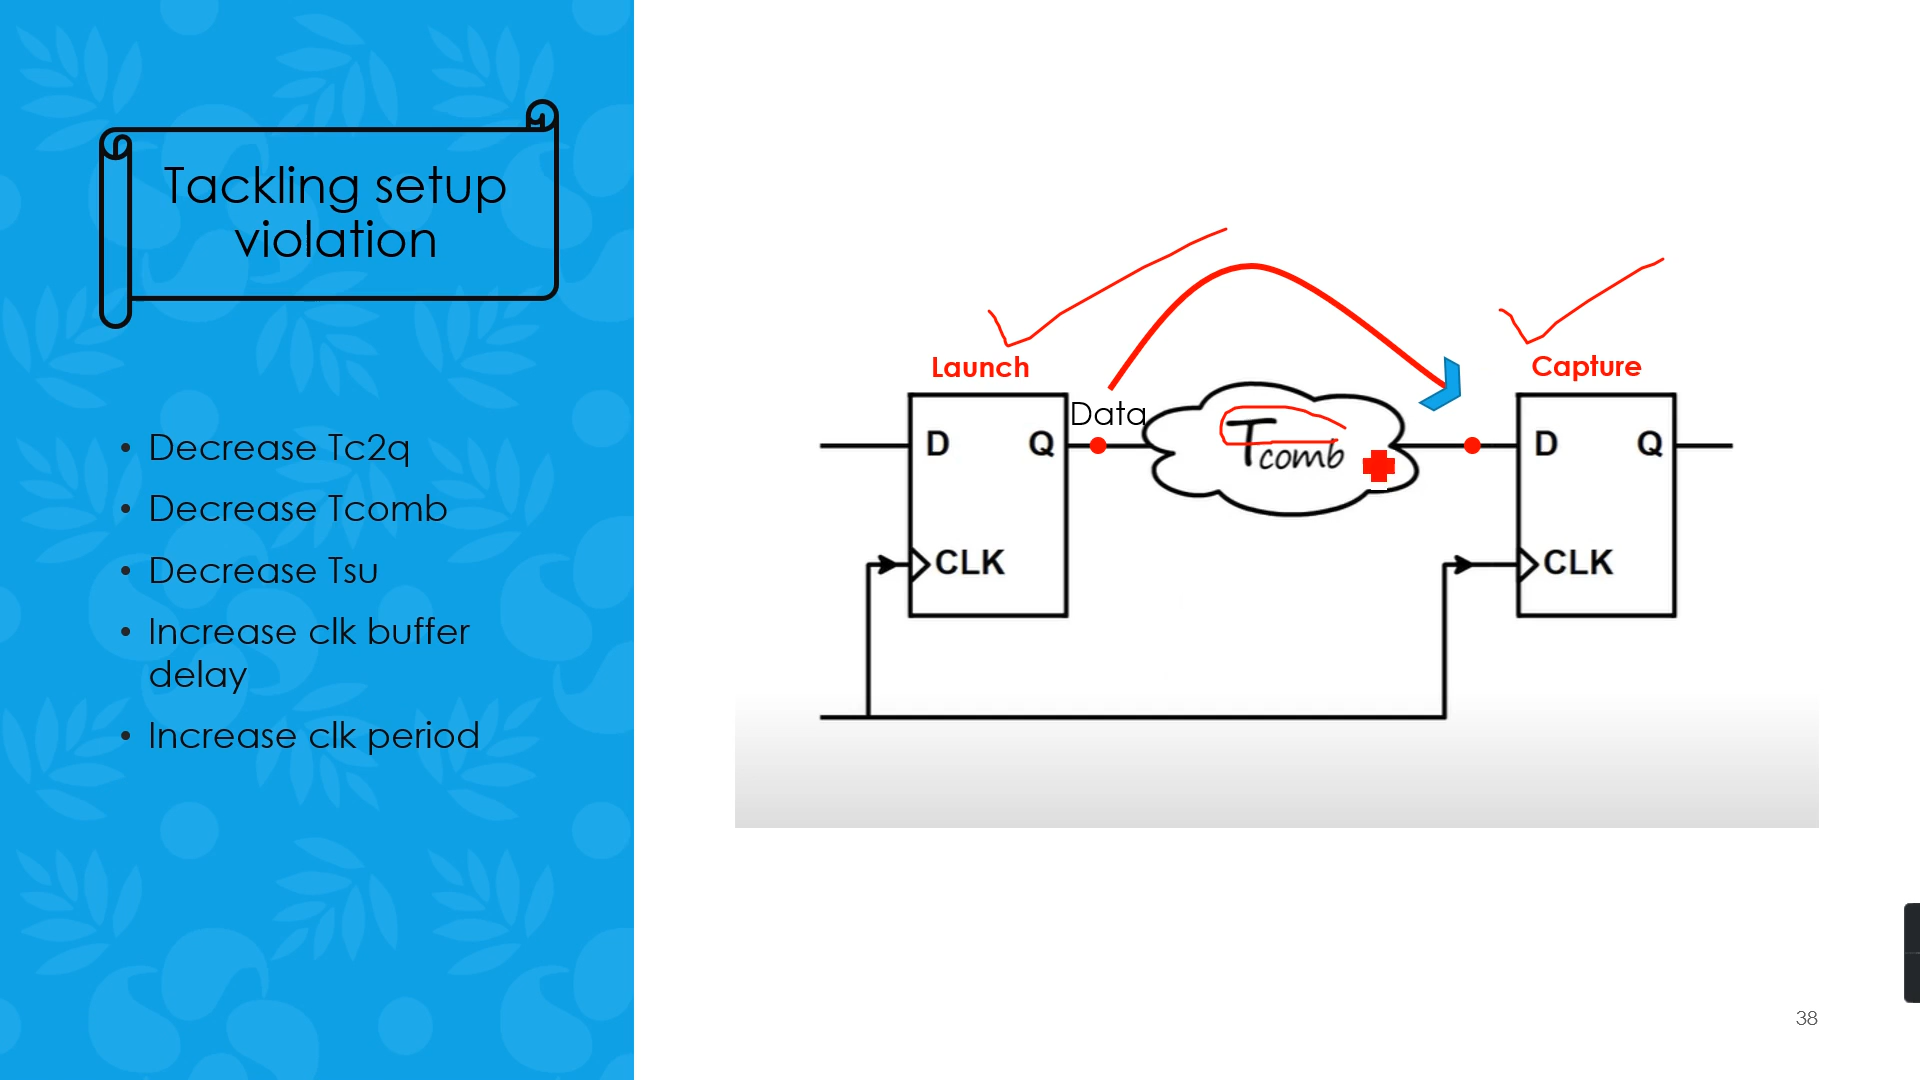 Tackling setup
violation
• Decrease Tc2q
• Decrease Tcomb
• Decrease Tsu
• Increase clk buffer
delay
• Increase clk period
Launch
Capture
Data
D Q
Tcomb
D Q
CLK
CLK
38